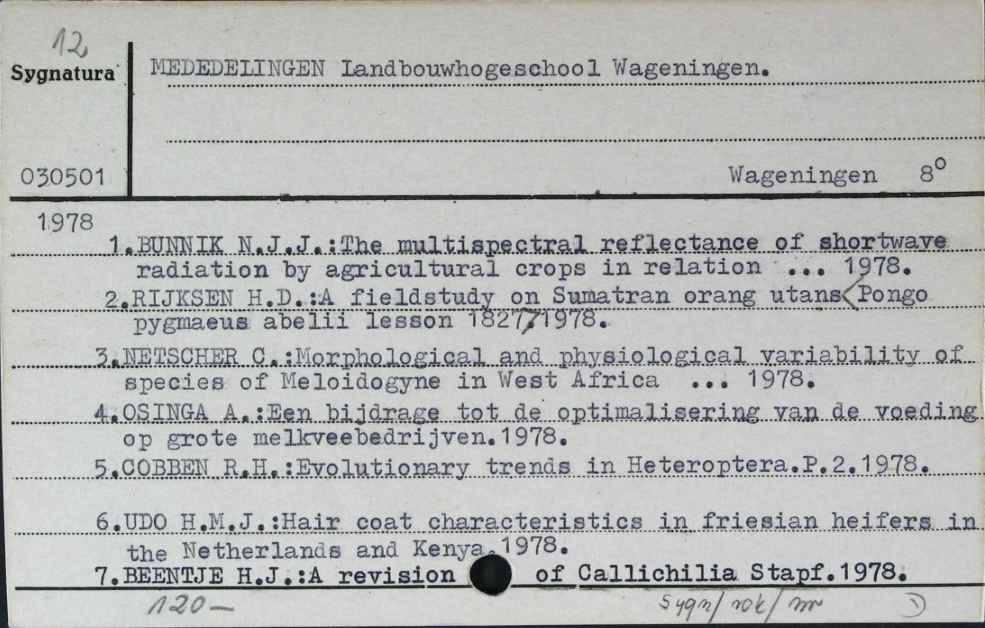 12
Sygnatura
MEDEDELINGEN Landbouwhogeschool Wageningen.
030501
Wageningen 8°
1978
1.BUNNIK N.J.J.:The multispectral reflectance of shortwave
radiation by agricultural crops in relation ... 1978.
2.RIJKSEN H.D.:A fieldstudy on Sumatran orang utans<Pongo
pygmaeus abelii lesson 1827,1978.
3.NETSCHER C.:Morphological and physiological variability of
species of Meloidogyne in West Africa ... 1978.
4.OSINGA A.:Een bijdrage tot de optimalisering van de voeding
op grote melkveebedrijven.1978.
5.COBBEN R.H.:Evolutionary trends in Heteroptera.P.2.1978.
6.UDO H.M.J.:Hair coat characteristics in friesian heifers in
the Netherlands and Kenya.1978.
7.BEENTJE H.J.:A revision of Callichilia Stapf.1978.
120-
Sygn/rok/nr